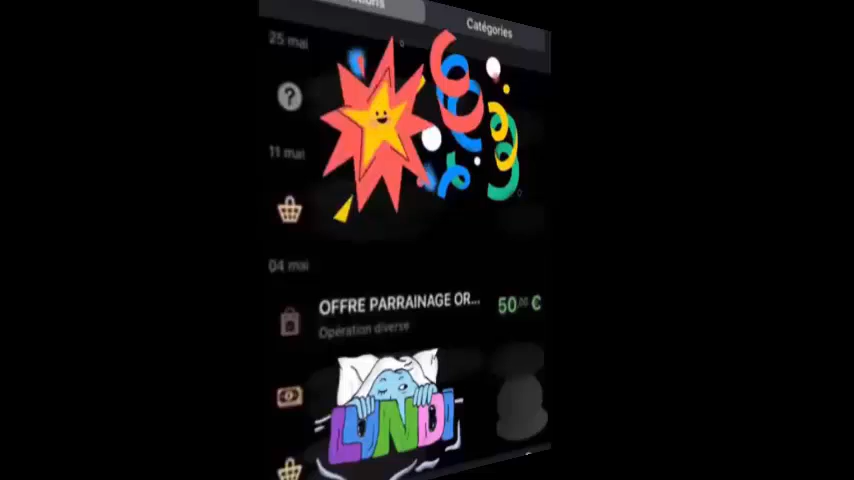 Catégories
25 mai
?
11 mai
04 mai
OFFRE PARRAINAGE OR...
50,00 €
Opération diverse
LUNDI